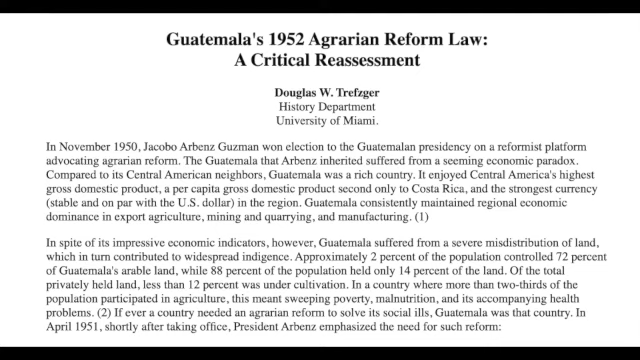 Guatemala's 1952 Agrarian Reform Law:
A Critical Reassessment
Douglas W. Trefzger
History Department
University of Miami.
In November 1950, Jacobo Arbenz Guzman won election to the Guatemalan presidency on a reformist platform
advocating agrarian reform. The Guatemala that Arbenz inherited suffered from a seeming economic paradox.
Compared to its Central American neighbors, Guatemala was a rich country. It enjoyed Central America's highest
gross domestic product, a per capita gross domestic product second only to Costa Rica, and the strongest currency
(stable and on par with the U.S. dollar) in the region. Guatemala consistently maintained regional economic
dominance in export agriculture, mining and quarrying, and manufacturing. (1)
In spite of its impressive economic indicators, however, Guatemala suffered from a severe misdistribution of land,
which in turn contributed to widespread indigence. Approximately 2 percent of the population controlled 72 percent
of Guatemala's arable land, while 88 percent of the population held only 14 percent of the land. Of the total
privately held land, less than 12 percent was under cultivation. In a country where more than two-thirds of the
population participated in agriculture, this meant sweeping poverty, malnutrition, and its accompanying health
problems. (2) If ever a country needed an agrarian reform to solve its social ills, Guatemala was that country. In
April 1951, shortly after taking office, President Arbenz emphasized the need for such reform: